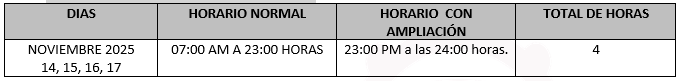 DIAS HORARIO NORMAL HORARIO CON AMPLIACIÓN TOTAL DE HORAS
NOVIEMBRE 2025 07:00 AM A 23:00 HORAS 23:00 PM a las 24:00 horas. 4
14, 15, 16, 17